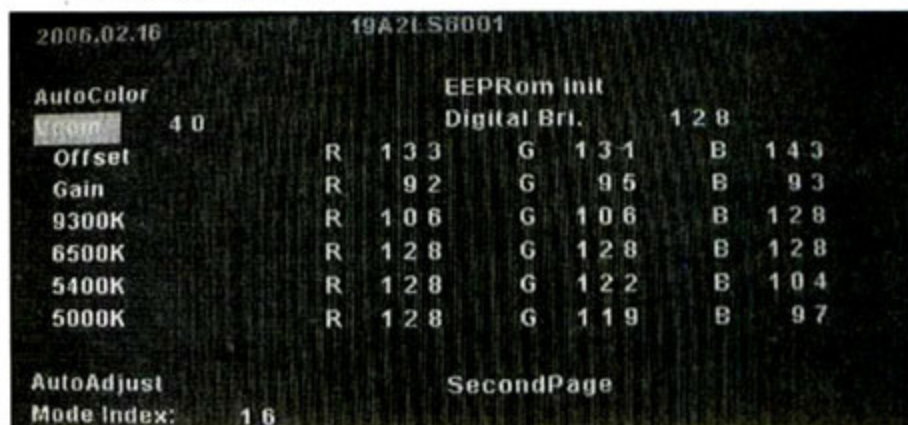 2006.02.16 19A2LS6001
AutoColor EEPRom init
Vcom 40 Digital Bri. 128
Offset R 133 G 131 B 143
Gain R 92 G 95 B 93
9300K R 106 G 106 B 128
6500K R 128 G 128 B 128
5400K R 128 G 122 B 104
5000K R 128 G 119 B 97
AutoAdjust SecondPage
Mode Index: 16